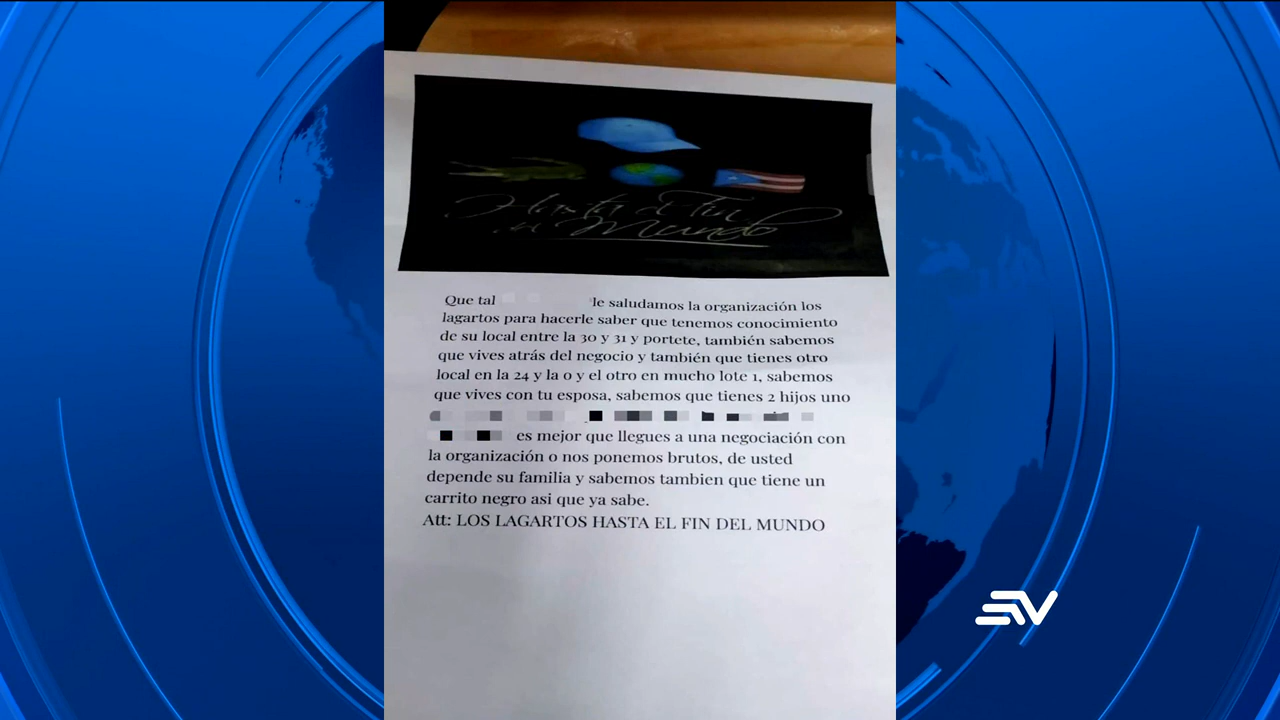 Hasta el Fin
del Mundo
Que tal le saludamos la organización los
lagartos para hacerle saber que tenemos conocimiento
de su local entre la 30 y 31 y portete, también sabemos
que vives atrás del negocio y también que tienes otro
local en la 24 y la o y el otro en mucho lote 1, sabemos
que vives con tu esposa, sabemos que tienes 2 hijos uno
es mejor que llegues a una negociación con
la organización o nos ponemos brutos, de usted
depende su familia y sabemos tambien que tiene un
carrito negro asi que ya sabe.
Att: LOS LAGARTOS HASTA EL FIN DEL MUNDO
EV